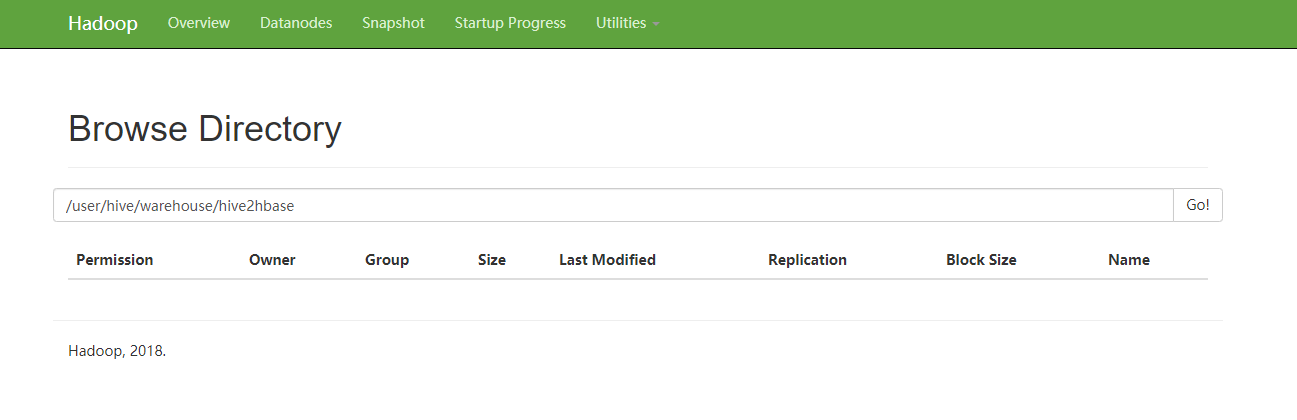 Hadoop Overview Datanodes Snapshot Startup Progress Utilities
Browse Directory
/user/hive/warehouse/hive2hbase Go!
Permission Owner Group Size Last Modified Replication Block Size Name
Hadoop, 2018.